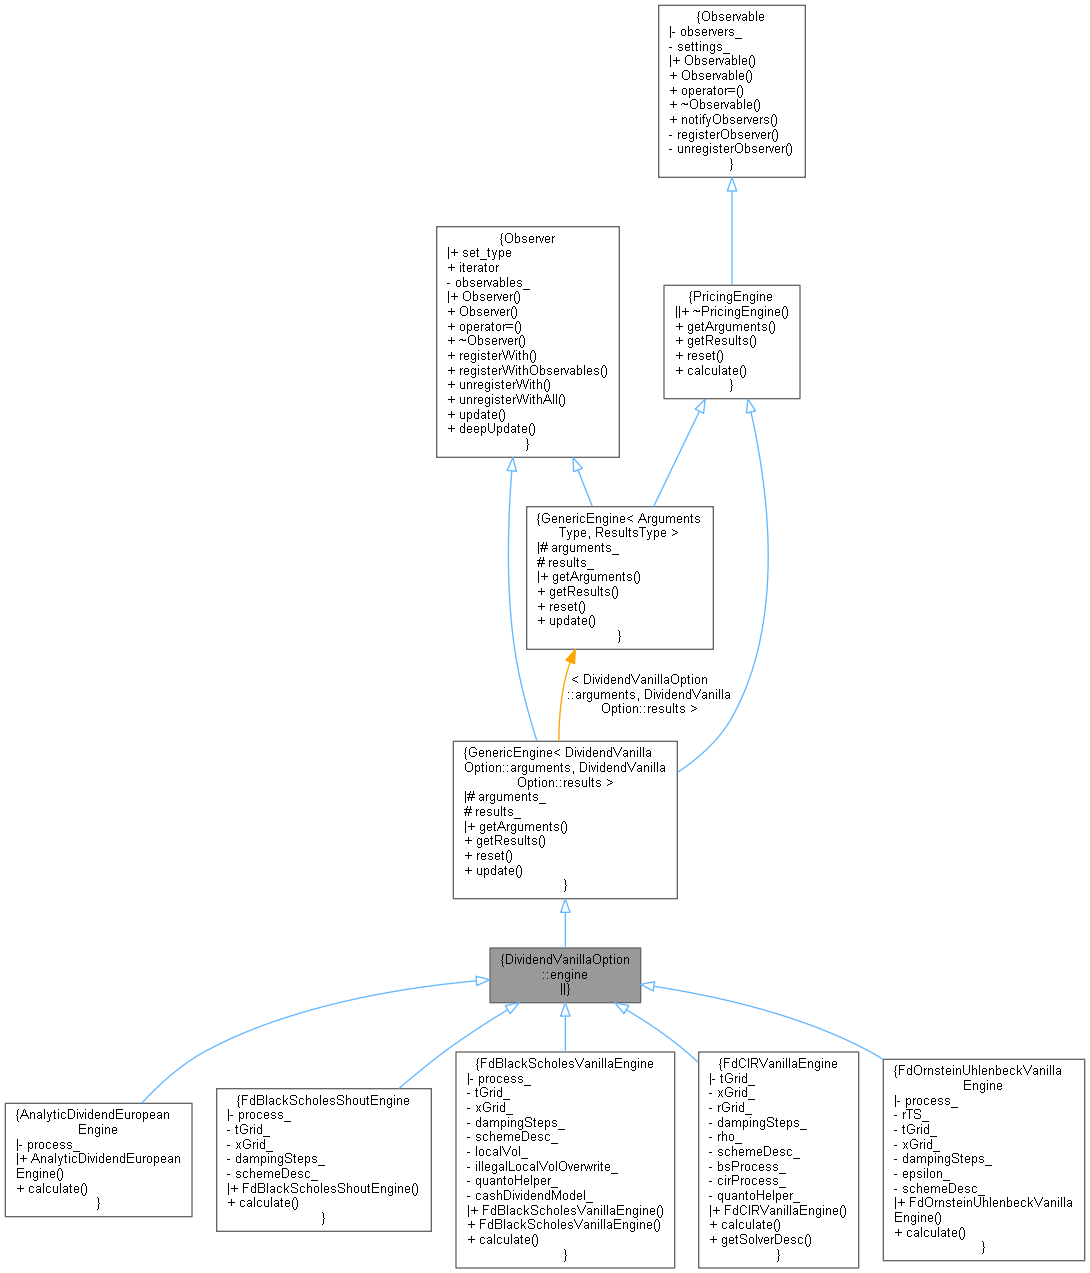 {Observable
|- observers_
- settings_
|+ Observable()
+ Observable()
+ operator=()
+ ~Observable()
+ notifyObservers()
- registerObserver()
- unregisterObserver()
}
{Observer
|+ set_type
+ iterator
- observables_
|+ Observer()
+ Observer()
+ operator=()
+ ~Observer()
+ registerWith()
+ registerWithObservables()
+ unregisterWith()
+ unregisterWithAll()
+ update()
+ deepUpdate()
}
{PricingEngine
||+ ~PricingEngine()
+ getArguments()
+ getResults()
+ reset()
+ calculate()
}
{GenericEngine< Arguments
Type, ResultsType >
|# arguments_
# results_
|+ getArguments()
+ getResults()
+ reset()
+ update()
}
< DividendVanillaOption
::arguments, DividendVanilla
Option::results >
{GenericEngine< DividendVanilla
Option::arguments, DividendVanilla
Option::results >
|# arguments_
# results_
|+ getArguments()
+ getResults()
+ reset()
+ update()
}
{DividendVanillaOption
::engine
||}
{AnalyticDividendEuropean
Engine
|- process_
|+ AnalyticDividendEuropean
Engine()
+ calculate()
}
{FdBlackScholesShoutEngine
|- process_
- tGrid_
- xGrid_
- dampingSteps_
- schemeDesc_
|+ FdBlackScholesShoutEngine()
+ calculate()
}
{FdBlackScholesVanillaEngine
|- process_
- tGrid_
- xGrid_
- dampingSteps_
- schemeDesc_
- localVol_
- illegalLocalVolOverwrite_
- quantoHelper_
- cashDividendModel_
|+ FdBlackScholesVanillaEngine()
+ FdBlackScholesVanillaEngine()
+ calculate()
}
{FdCIRVanillaEngine
|- tGrid_
- xGrid_
- rGrid_
- dampingSteps_
- rho_
- schemeDesc_
- bsProcess_
- cirProcess_
- quantoHelper_
|+ FdCIRVanillaEngine()
+ calculate()
+ getSolverDesc()
}
{FdOrnsteinUhlenbeckVanilla
Engine
|- process_
- rTS_
- tGrid_
- xGrid_
- dampingSteps_
- epsilon_
- schemeDesc_
|+ FdOrnsteinUhlenbeckVanilla
Engine()
+ calculate()
}